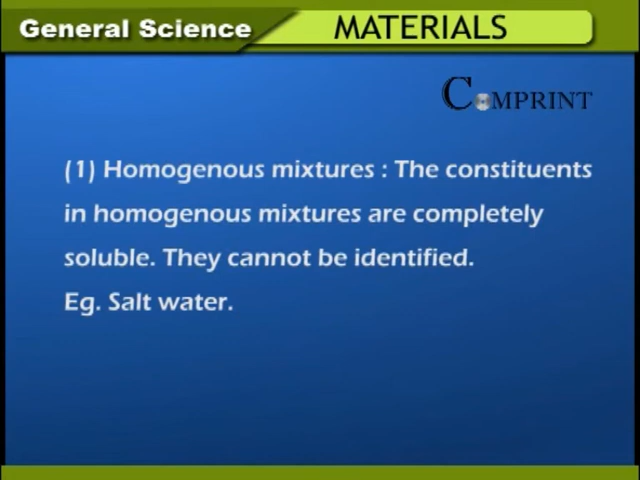 General Science
MATERIALS
COMPRINT
(1) Homogenous mixtures : The constituents
in homogenous mixtures are completely
soluble. They cannot be identified.
Eg. Salt water.